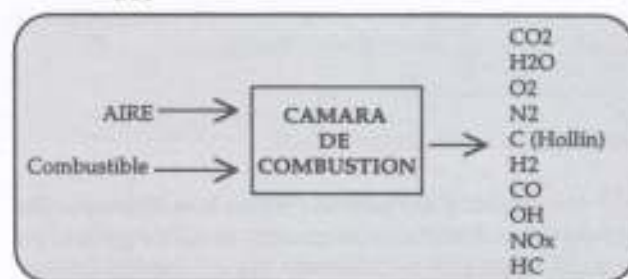 AIRE
Combustible
CAMARA
DE
COMBUSTION
CO2
H2O
O2
N2
C (Hollin)
H2
CO
OH
NOx
HC